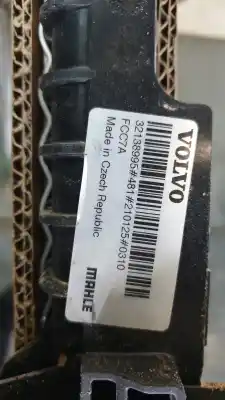 VOLVO
32138995#481#210125#0310
FCC7A
Made in Czech Republic
MAHLE